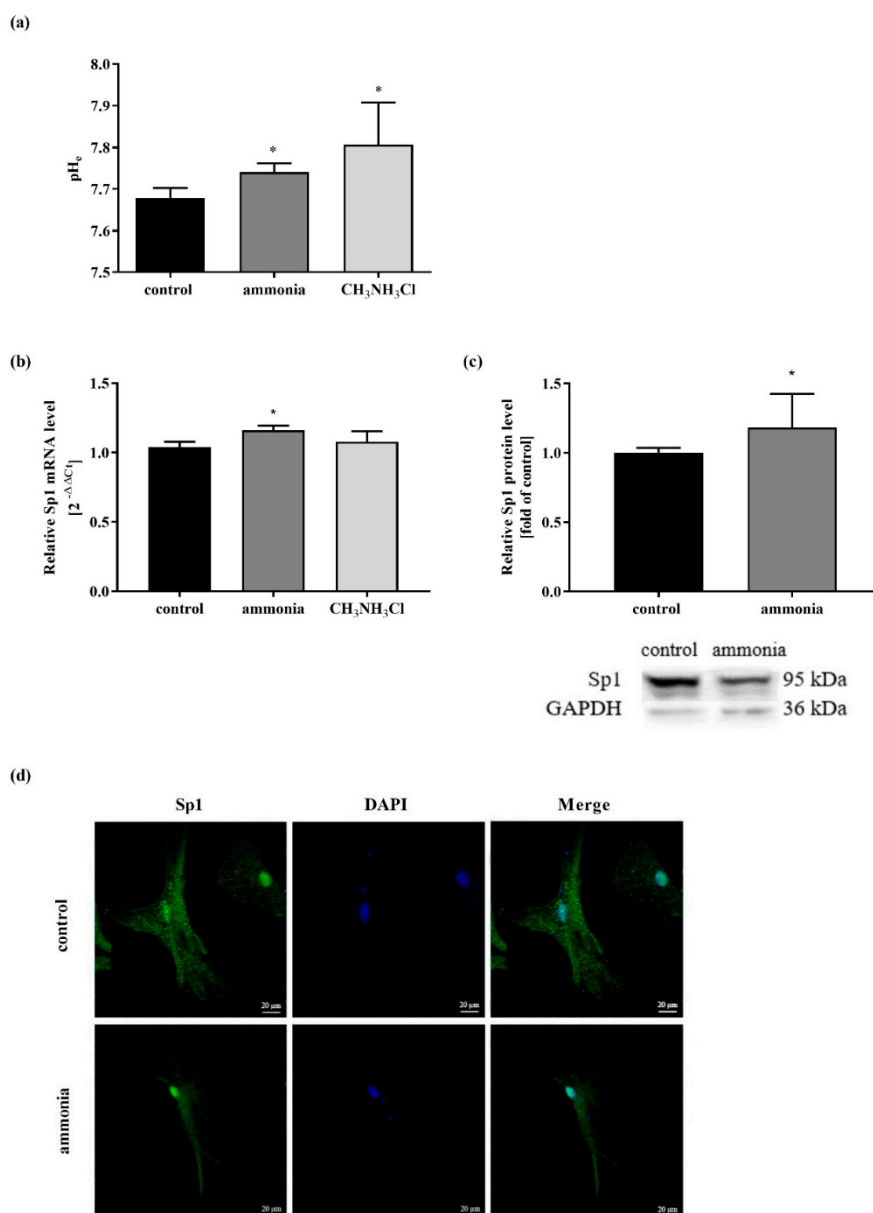 (a)
8.0
7.9
7.8
7.7
7.6
7.5
pHe
*
*
control ammonia CH3NH3Cl
(b)
Relative Sp1 mRNA level
[2 -ΔΔCt]
1.5
1.0
0.5
0.0
*
control ammonia CH3NH3Cl
(c)
Relative Sp1 protein level
[fold of control]
1.5
1.0
0.5
0.0
*
control ammonia
control ammonia
Sp1 95 kDa
GAPDH 36 kDa
(d)
Sp1 DAPI Merge
control
20 µm 20 µm 20 µm
ammonia
20 µm 20 µm 20 µm